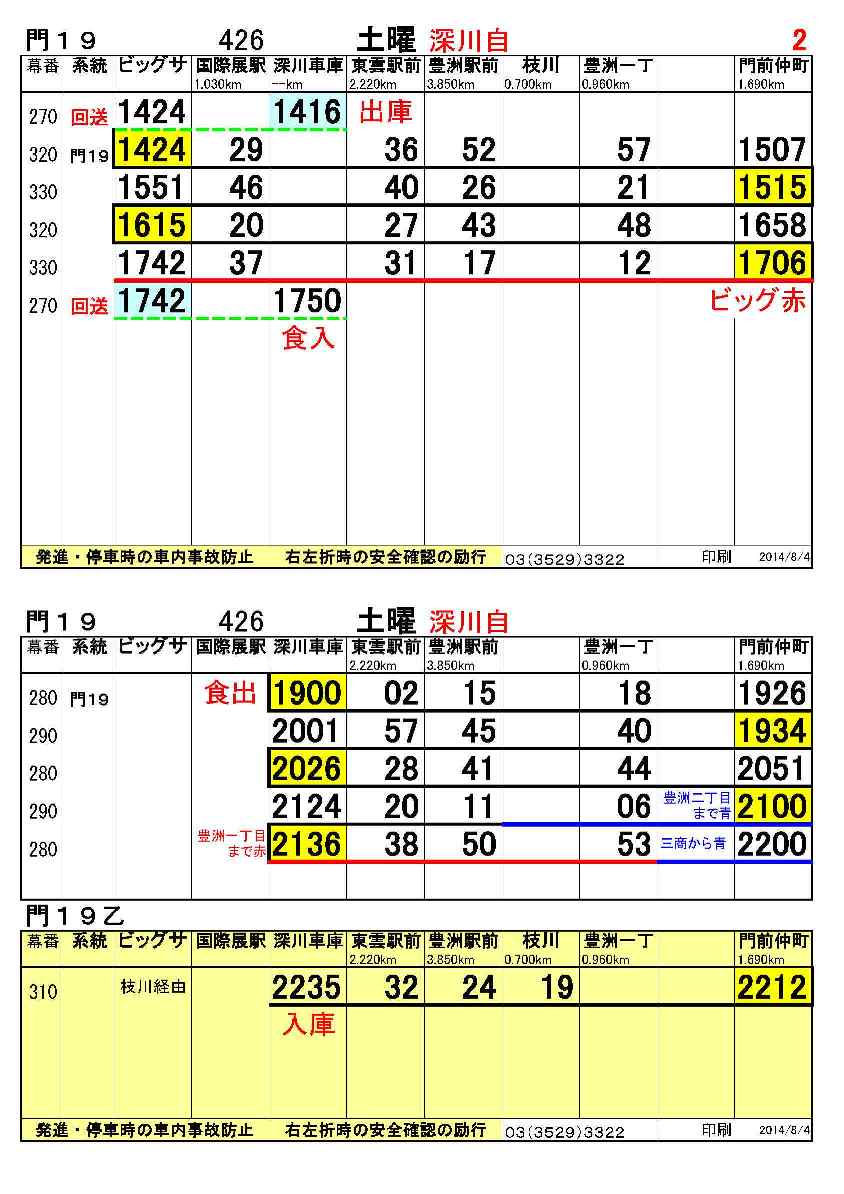 門１９ 426 土曜 深川自 2
幕番 系統 ビッグサ 国際展駅 深川車庫 東雲駅前 豊洲駅前 枝川 豊洲一丁 門前仲町
1.030km ---km 2.220km 3.850km 0.700km 0.960km 1.690km
270 回送 1424 1416 出庫
320 門19 1424 29 36 52 57 1507
330 1551 46 40 26 21 1515
320 1615 20 27 43 48 1658
330 1742 37 31 17 12 1706
270 回送 1742 1750 ビッグ赤
食入
発進・停車時の車内事故防止 右左折時の安全確認の励行 03(3529)3322 印刷 2014/8/4
門１９ 426 土曜 深川自
幕番 系統 ビッグサ 国際展駅 深川車庫 東雲駅前 豊洲駅前 豊洲一丁 門前仲町
2.220km 3.850km 0.960km 1.690km
280 門19 食出 1900 02 15 18 1926
290 2001 57 45 40 1934
280 2026 28 41 44 2051
290 2124 20 11 06 豊洲二丁目まで青 2100
280 豊洲一丁目まで赤 2136 38 50 53 三商から青 2200
門１９乙
幕番 系統 ビッグサ 国際展駅 深川車庫 東雲駅前 豊洲駅前 枝川 豊洲一丁 門前仲町
2.220km 3.850km 0.700km 0.960km 1.690km
310 枝川経由 2235 32 24 19 2212
入庫
発進・停車時の車内事故防止 右左折時の安全確認の励行 03(3529)3322 印刷 2014/8/4